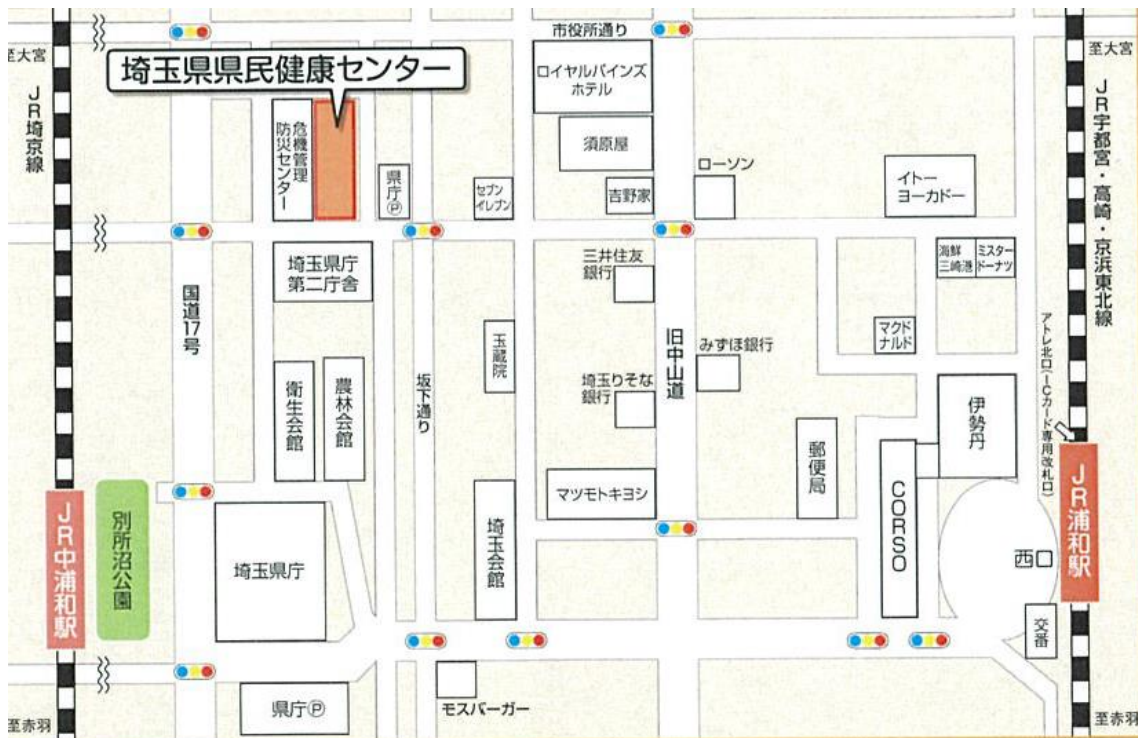 市役所通り
至大宮
至大宮
埼玉県県民健康センター
ロイヤルパインズ
ホテル
JR埼京線
JR宇都宮・高崎・京浜東北線
危機管理
防災センター
須原屋
ローソン
イトー
ヨーカドー
県庁Ⓟ
セブン
イレブン
吉野家
埼玉県庁
第二庁舎
三井住友
銀行
海鮮
三崎港
ミスター
ドーナツ
国道17号
玉蔵院
旧中山道
みずほ銀行
マクド
ナルド
アトレ北口(ICカード専用改札口)
衛生会館
農林会館
坂下通り
埼玉りそな
銀行
伊勢丹
郵便局
CORSO
JR浦和駅
マツモトキヨシ
埼玉会館
JR中浦和駅
別所沼公園
埼玉県庁
西口
交番
県庁Ⓟ
モスバーガー
至赤羽
至赤羽